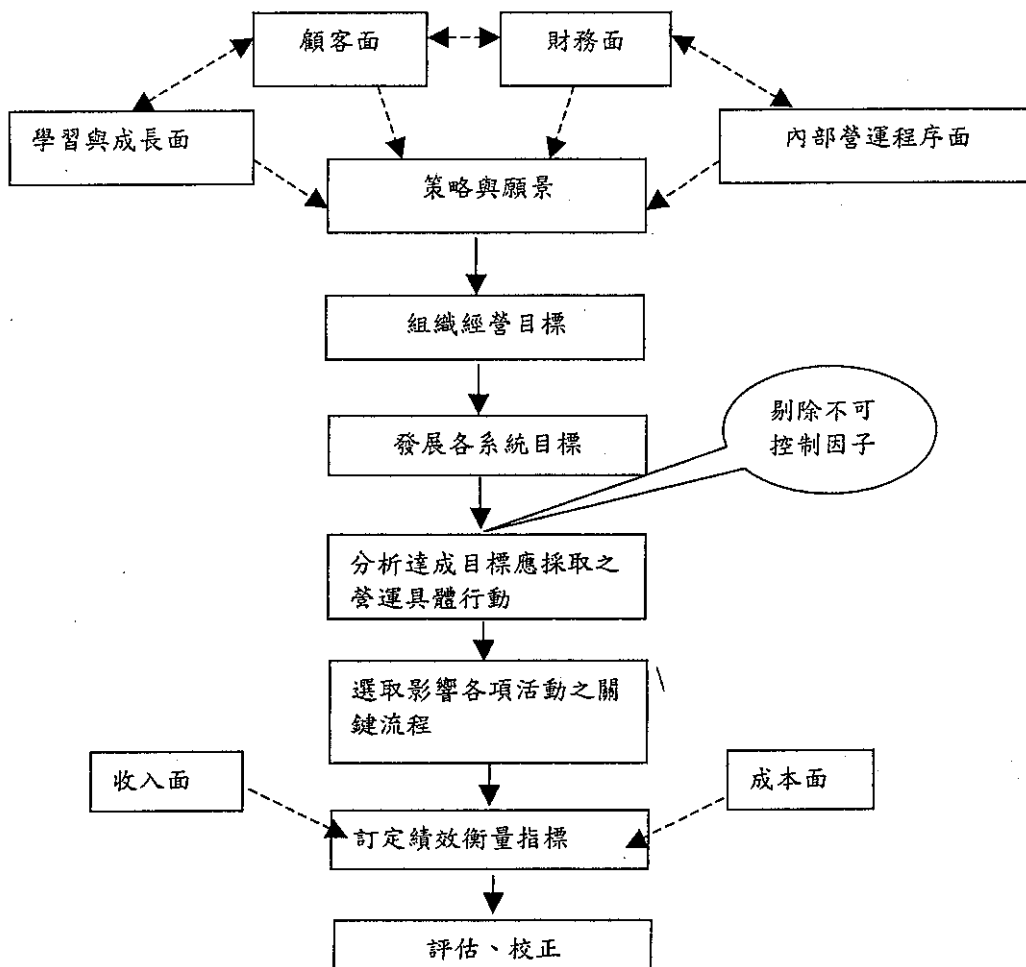 顧客面
財務面
學習與成長面
內部營運程序面
策略與願景
組織經營目標
發展各系統目標
剔除不可
控制因子
分析達成目標應採取之
營運具體行動
選取影響各項活動之關
鍵流程
收入面
成本面
訂定績效衡量指標
評估、校正